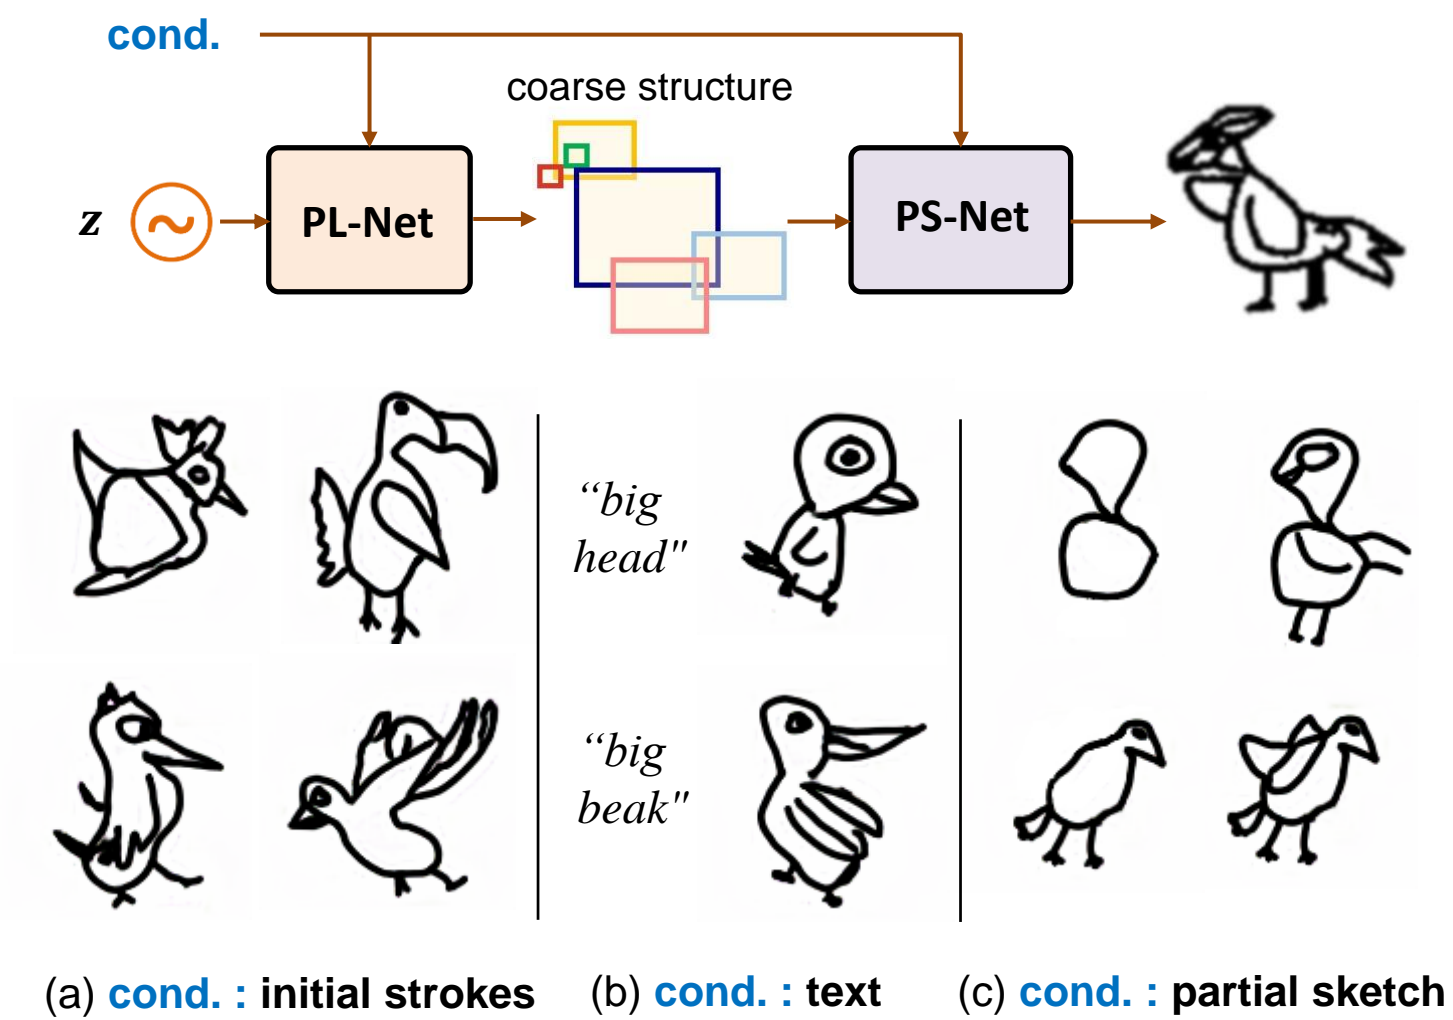 cond.
coarse structure
z
PL-Net
PS-Net
“big
head"
“big
beak"
(a) cond. : initial strokes
(b) cond. : text
(c) cond. : partial sketch